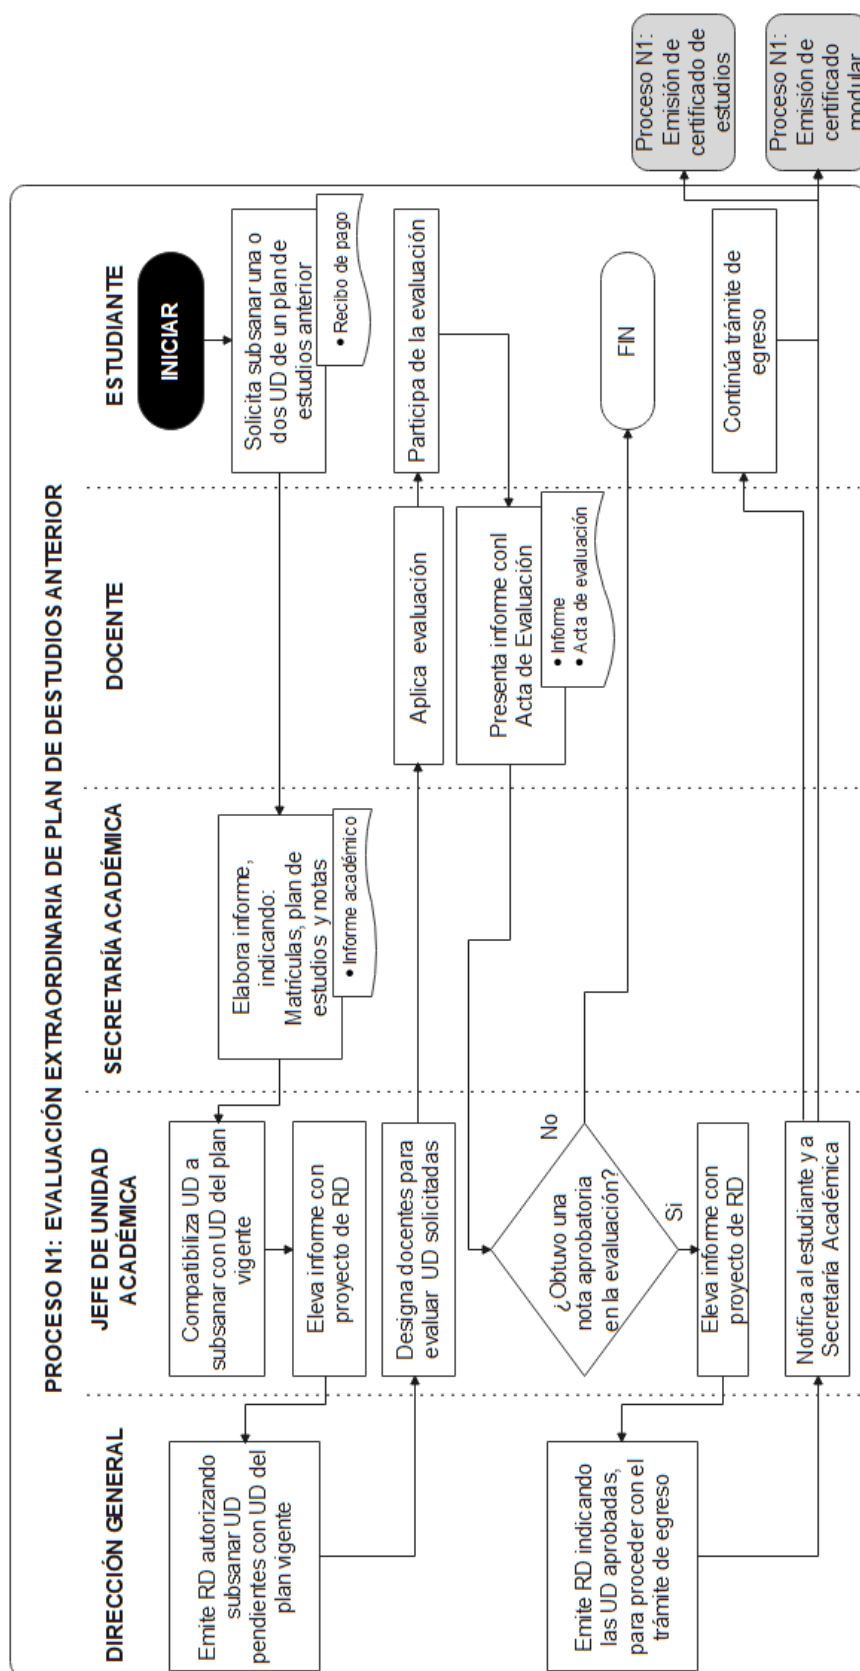 PROCESO N1: EVALUACIÓN EXTRAORDINARIA DE PLAN DE DESTUDIOS ANTERIOR
DIRECCIÓN GENERAL
JEFE DE UNIDAD
ACADÉMICA
SECRETARÍA ACADÉMICA
DOCENTE
ESTUDIANTE
INICIAR
Solicita subsanar una o
dos UD de un plan de
estudios anterior
• Recibo de pago
Elabora informe,
indicando:
Matrículas, plan de
estudios y notas
• Informe académico
Compatibiliza UD a
subsanar con UD del plan
vigente
Eleva informe con
proyecto de RD
Emite RD autorizando
subsanar UD
pendientes con UD del
plan vigente
Designa docentes para
evaluar UD solicitadas
Aplica evaluación
Participa de la evaluación
Presenta informe conl
Acta de Evaluación
• Informe
• Acta de evaluación
¿Obtuvo una
nota aprobatoria
en la evaluación?
No
Si
FIN
Eleva informe con
proyecto de RD
Emite RD indicando
las UD aprobadas,
para proceder con el
trámite de egreso
Notifica al estudiante y a
Secretaría Académica
Continúa trámite de
egreso
Proceso N1:
Emisión de
certificado de
estudios
Proceso N1:
Emisión de
certificado
modular